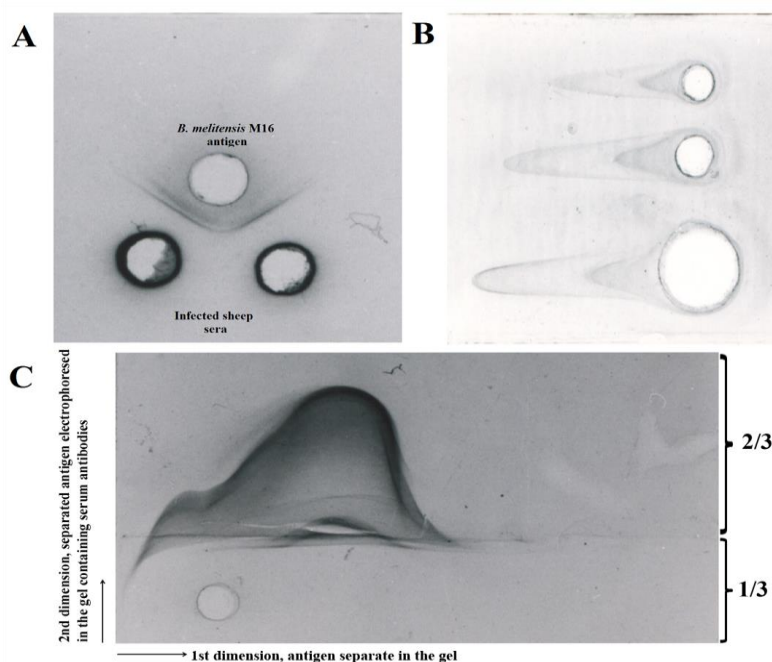 A
B. melitensis M16
antigen
Infected sheep
sera
B
C
2nd dimension, separated antigen electrophoresed
in the gel containing serum antibodies
2/3
1/3
1st dimension, antigen separate in the gel